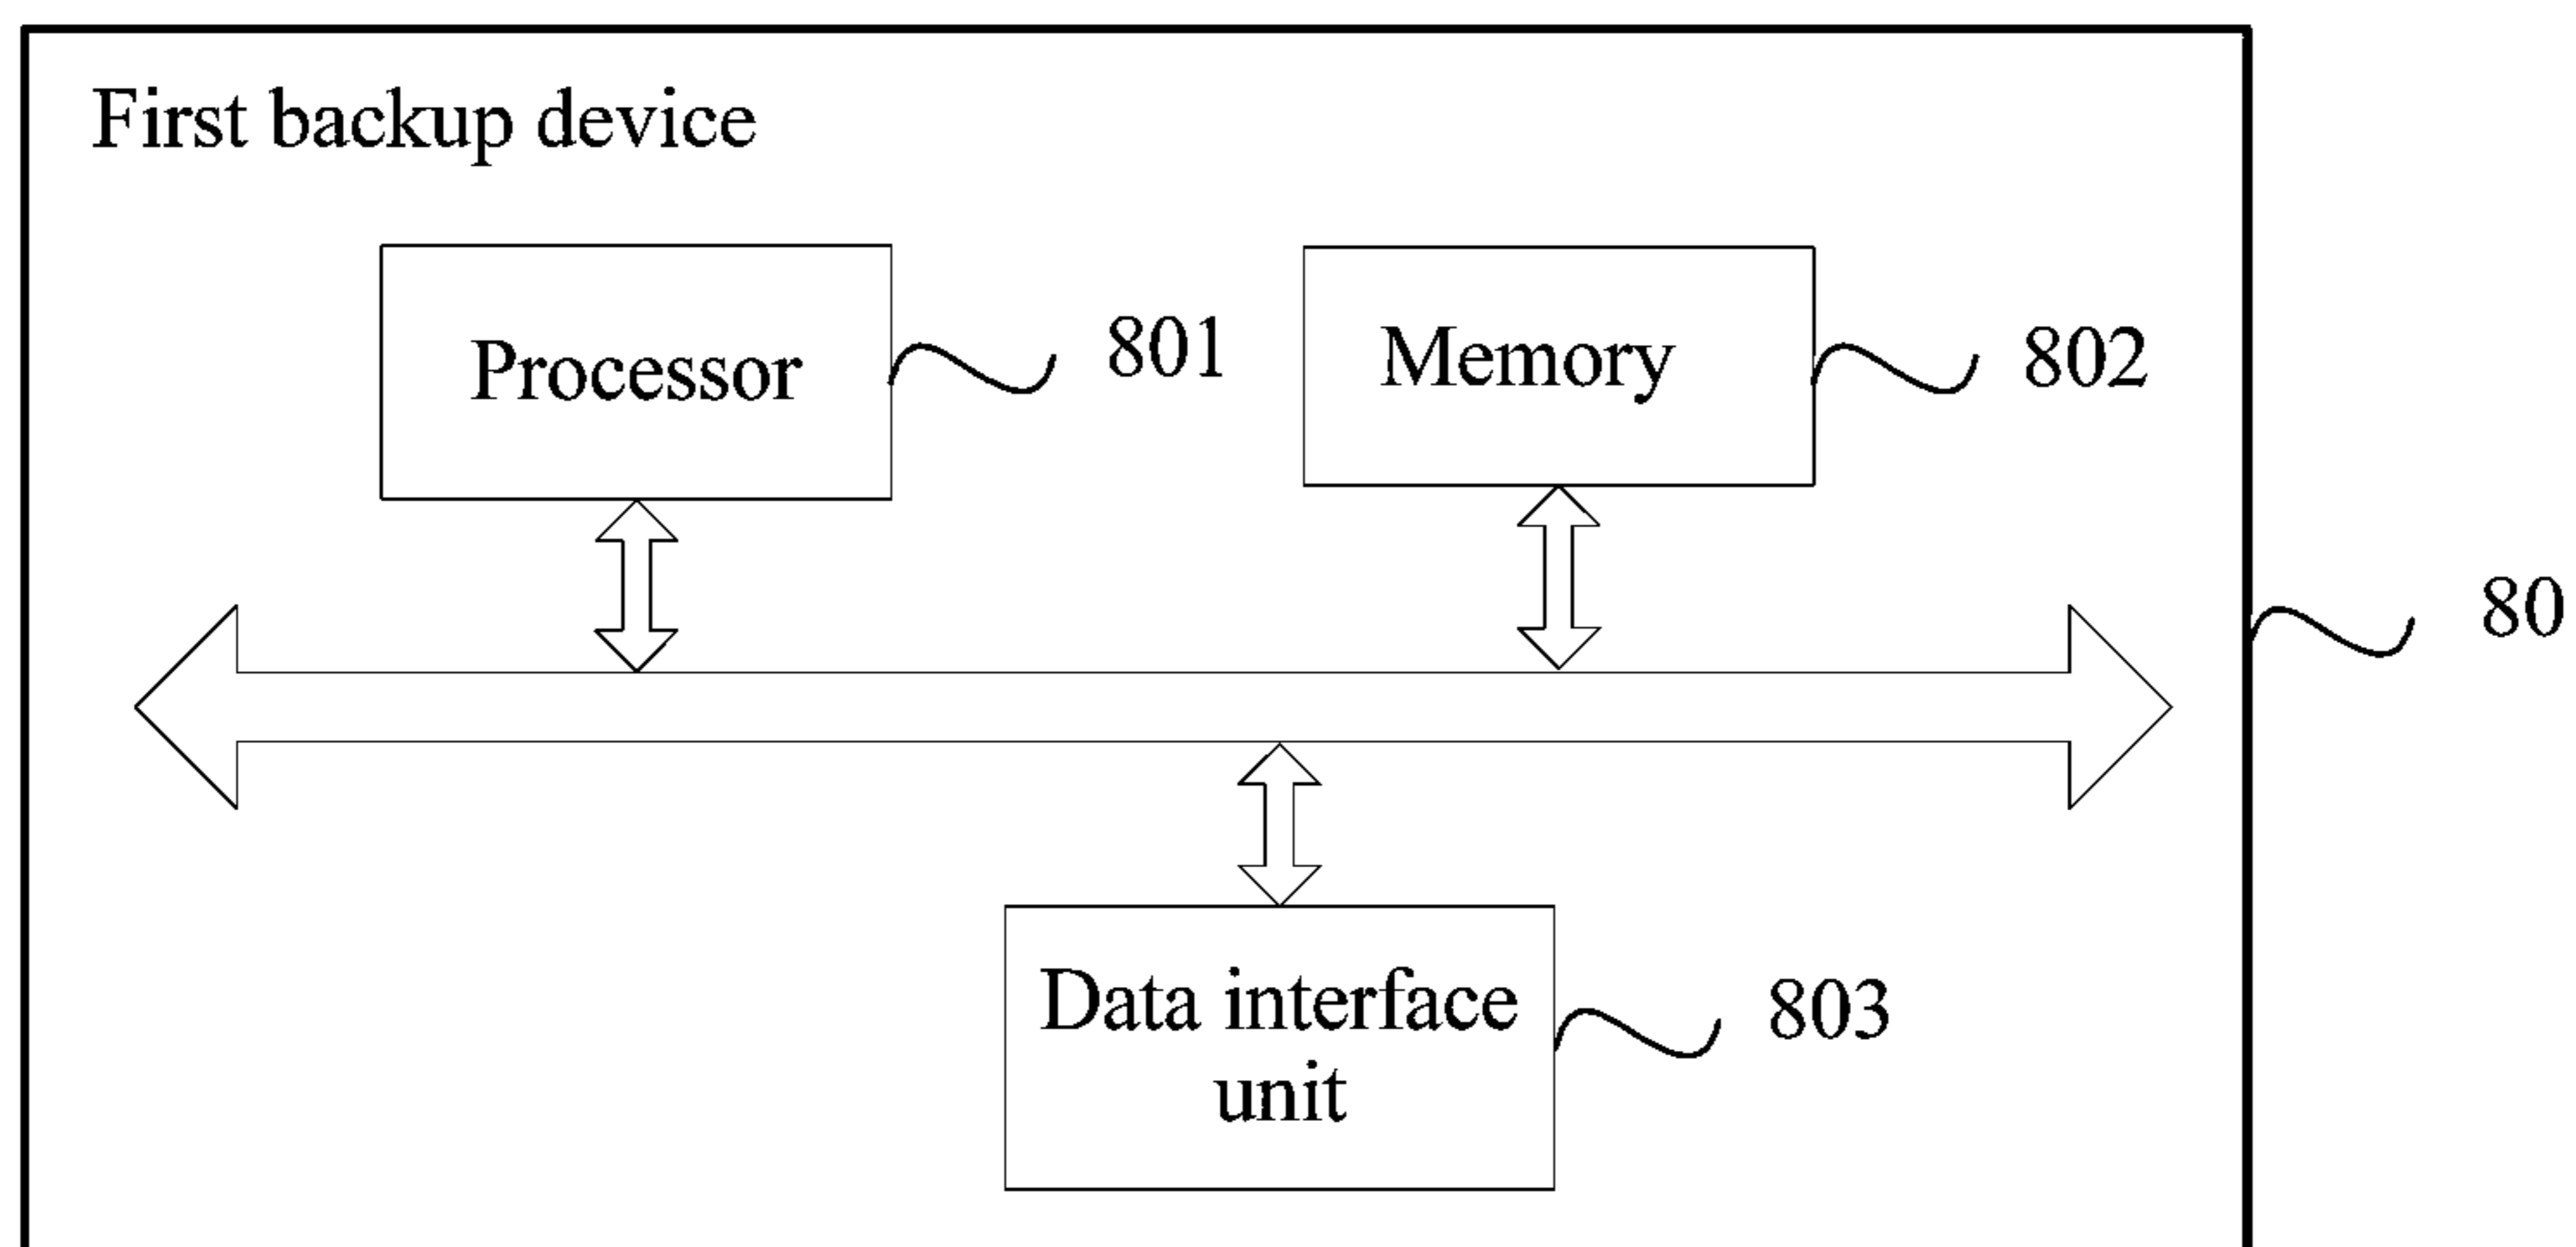 First backup device
Processor
801
Memory
802
80
Data interface
unit
803